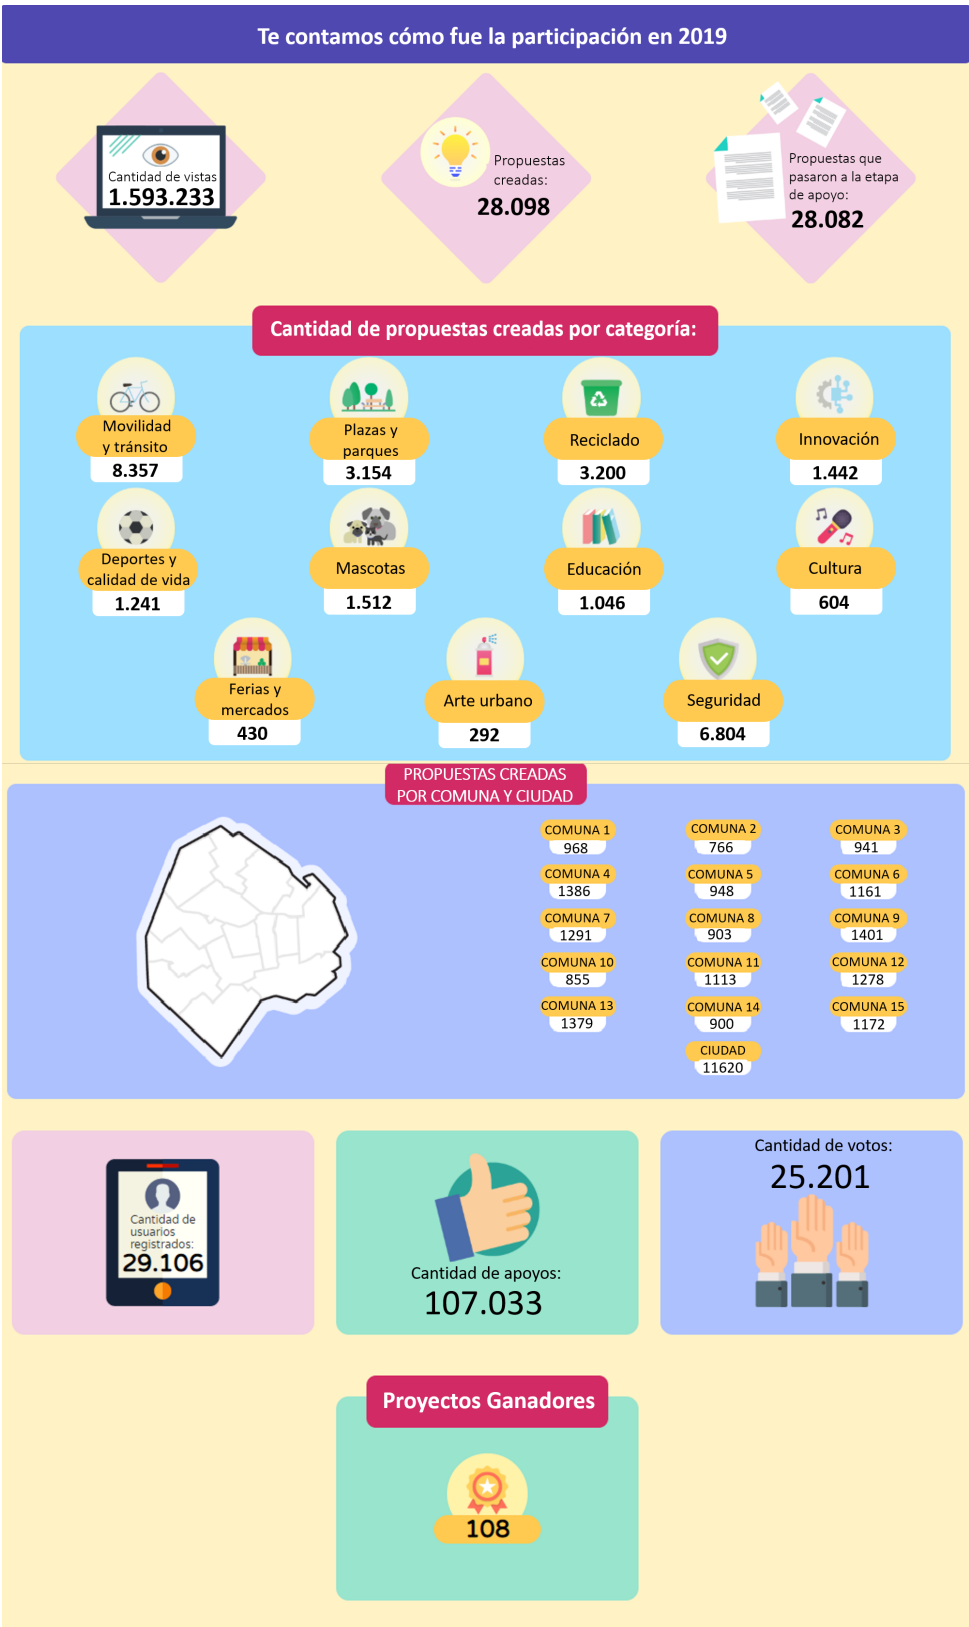 Te contamos cómo fue la participación en 2019
Cantidad de vistas
1.593.233
Propuestas
creadas:
28.098
Propuestas que
pasaron a la etapa
de apoyo:
28.082
Cantidad de propuestas creadas por categoría:
Movilidad
y tránsito
8.357
Plazas y
parques
3.154
Reciclado
3.200
Innovación
1.442
Deportes y
calidad de vida
1.241
Mascotas
1.512
Educación
1.046
Cultura
604
Ferias y
mercados
430
Arte urbano
292
Seguridad
6.804
PROPUESTAS CREADAS
POR COMUNA Y CIUDAD
COMUNA 1
968
COMUNA 2
766
COMUNA 3
941
COMUNA 4
1386
COMUNA 5
948
COMUNA 6
1161
COMUNA 7
1291
COMUNA 8
903
COMUNA 9
1401
COMUNA 10
855
COMUNA 11
1113
COMUNA 12
1278
COMUNA 13
1379
COMUNA 14
900
COMUNA 15
1172
CIUDAD
11620
Cantidad de
usuarios
registrados:
29.106
Cantidad de apoyos:
107.033
Cantidad de votos:
25.201
Proyectos Ganadores
108